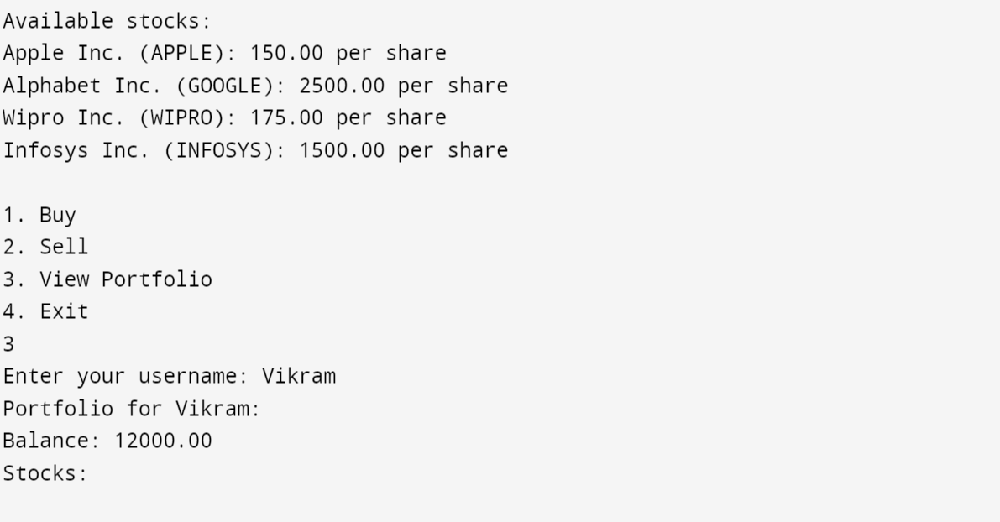 Available stocks:
Apple Inc. (APPLE): 150.00 per share
Alphabet Inc. (GOOGLE): 2500.00 per share
Wipro Inc. (WIPRO): 175.00 per share
Infosys Inc. (INFOSYS): 1500.00 per share
1. Buy
2. Sell
3. View Portfolio
4. Exit
3
Enter your username: Vikram
Portfolio for Vikram:
Balance: 12000.00
Stocks: